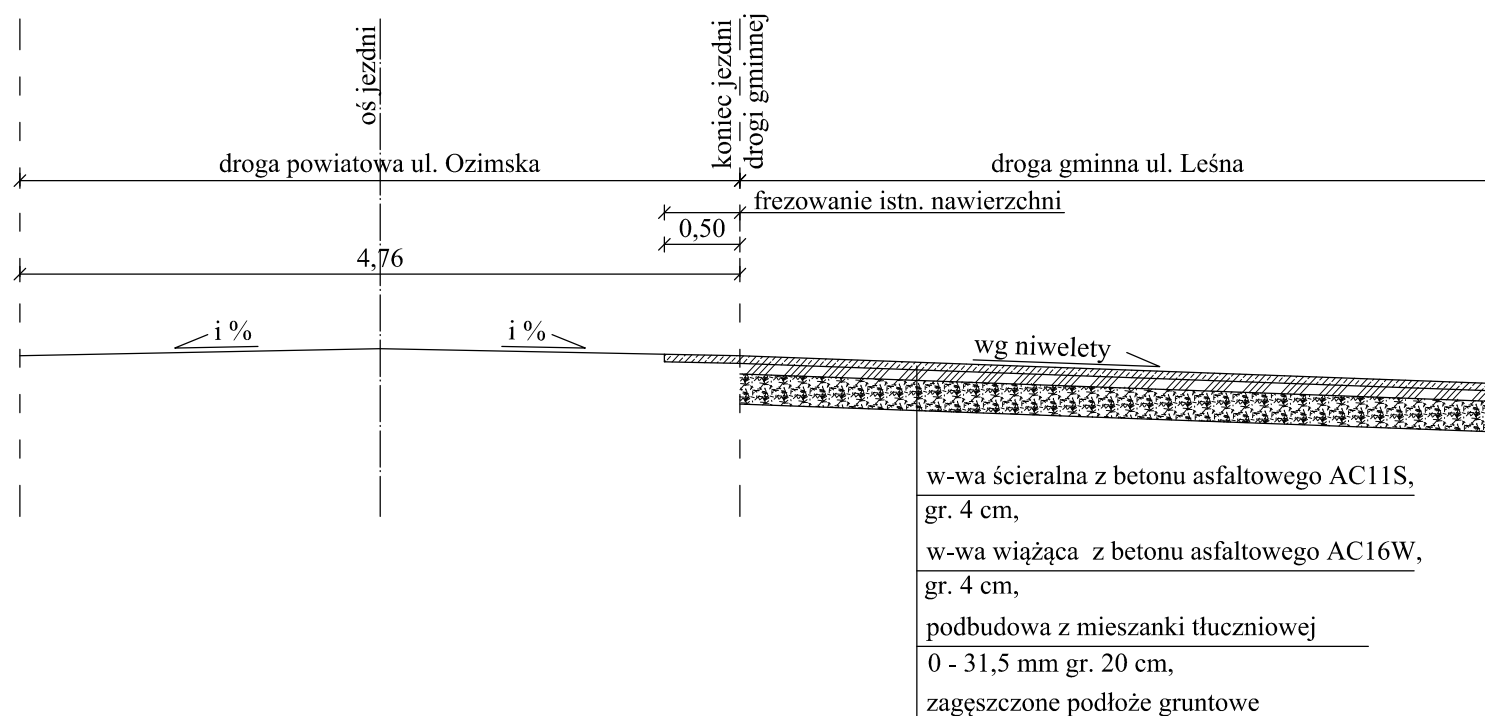 oś jezdni
koniec jezdni
drogi gminnej
droga powiatowa ul. Ozimska
droga gminna ul. Leśna
frezowanie istn. nawierzchni
0,50
4,76
i %
i %
wg niwelety
w-wa ścieralna z betonu asfaltowego AC11S,
gr. 4 cm,
w-wa wiążąca z betonu asfaltowego AC16W,
gr. 4 cm,
podbudowa z mieszanki tłuczniowej
0 - 31,5 mm gr. 20 cm,
zagęszczone podłoże gruntowe